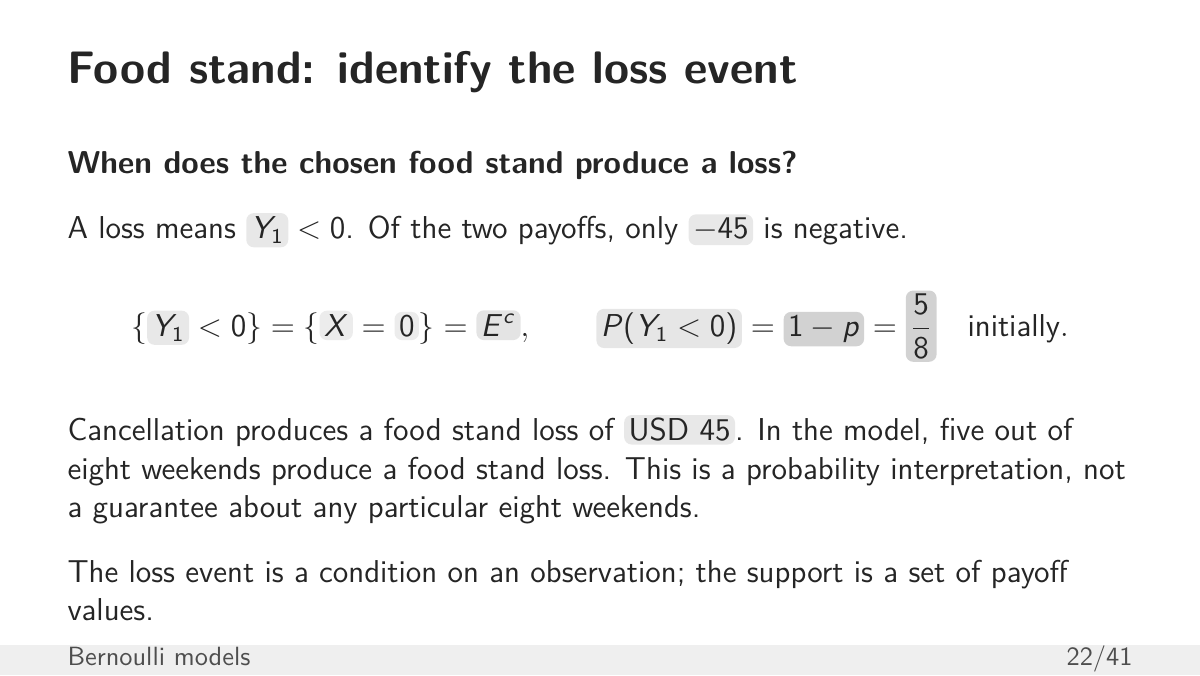 Food stand: identify the loss event
When does the chosen food stand produce a loss?
A loss means Y₁ < 0. Of the two payoffs, only −45 is negative.
{Y₁ < 0} = {X = 0} = Eᶜ, P(Y₁ < 0) = 1 − p = 5/8 initially.
Cancellation produces a food stand loss of USD 45. In the model, five out of
eight weekends produce a food stand loss. This is a probability interpretation, not
a guarantee about any particular eight weekends.
The loss event is a condition on an observation; the support is a set of payoff
values.
Bernoulli models 22/41